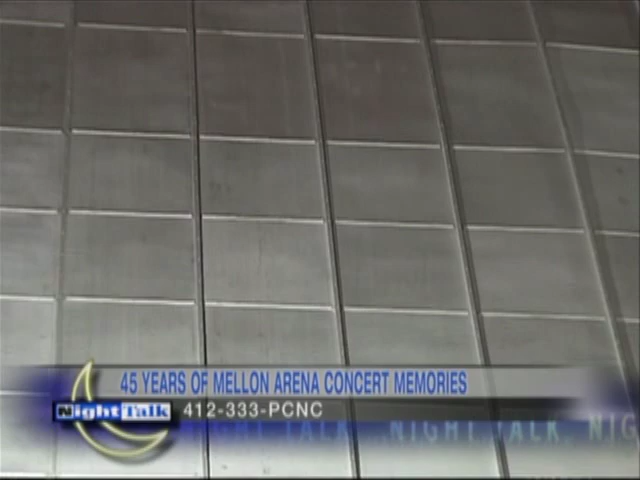 45 YEARS OF MELLON ARENA CONCERT MEMORIES
NightTalk 412-333-PCNC
NIGHT TALK NIGHT TALK NIG